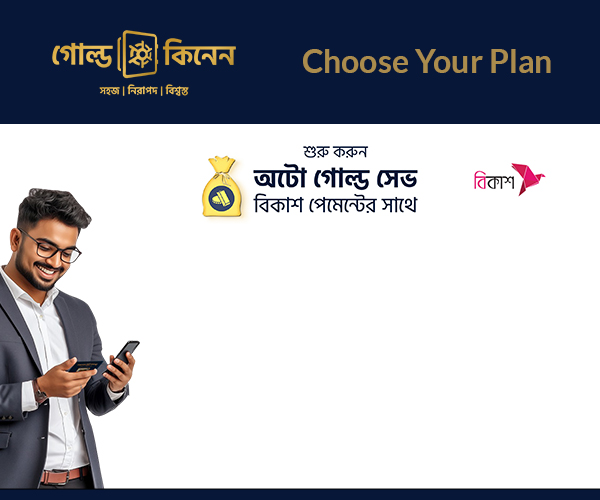 গোল্ড কিনেন
সহজ | নিরাপদ | বিশ্বস্ত
Choose Your Plan
শুরু করুন
অটো গোল্ড সেভ
বিকাশ পেমেন্টের সাথে
বিকাশ